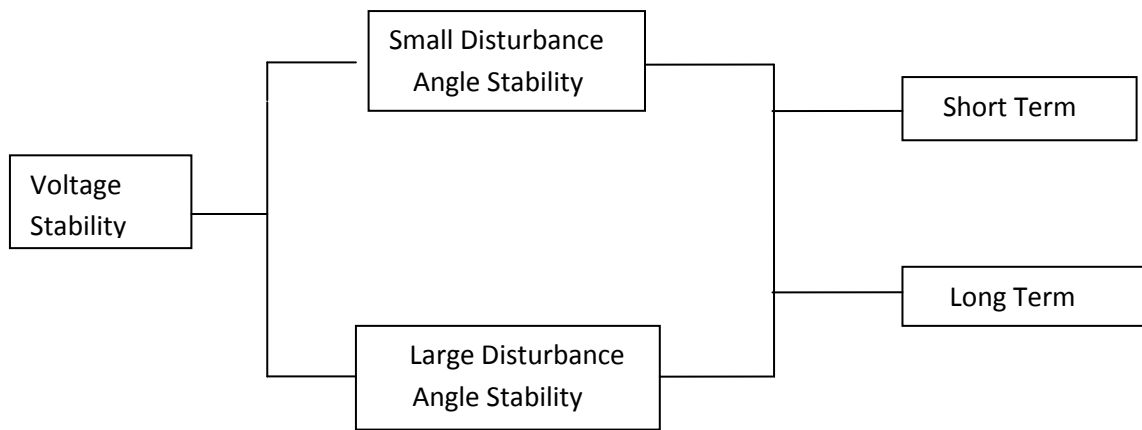 Small Disturbance
Angle Stability
Short Term
Voltage
Stability
Long Term
Large Disturbance
Angle Stability